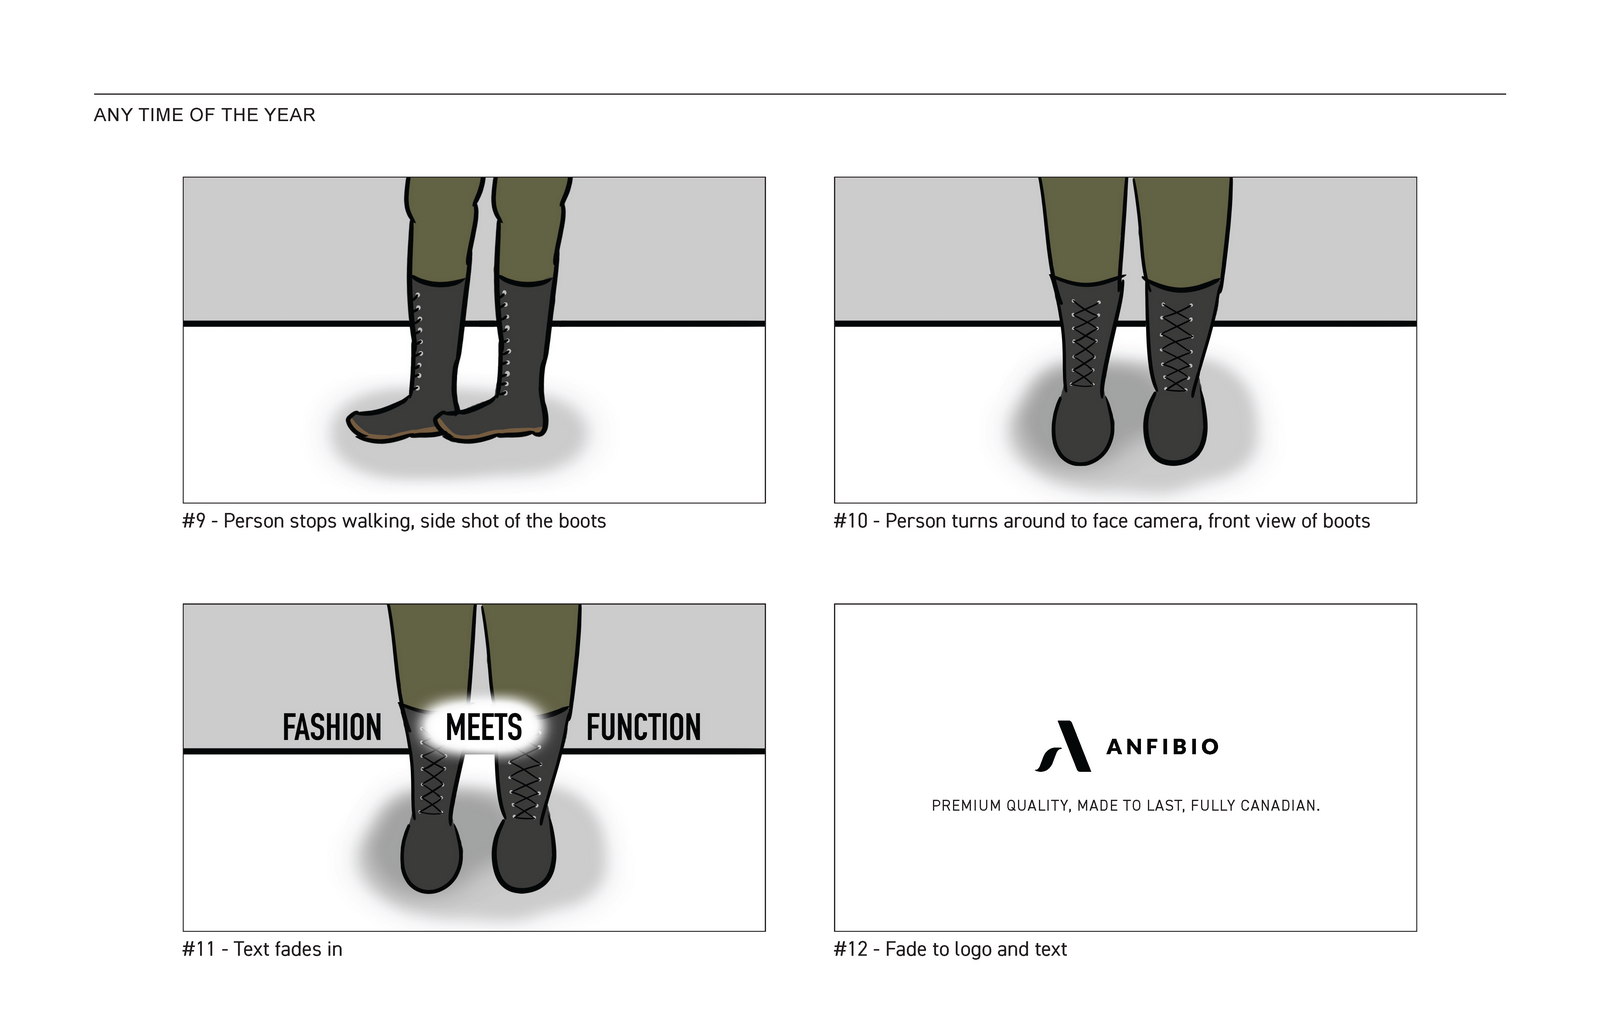 ANY TIME OF THE YEAR
#9 - Person stops walking, side shot of the boots
#10 - Person turns around to face camera, front view of boots
FASHION MEETS FUNCTION
#11 - Text fades in
ANFIBIO
PREMIUM QUALITY, MADE TO LAST, FULLY CANADIAN.
#12 - Fade to logo and text